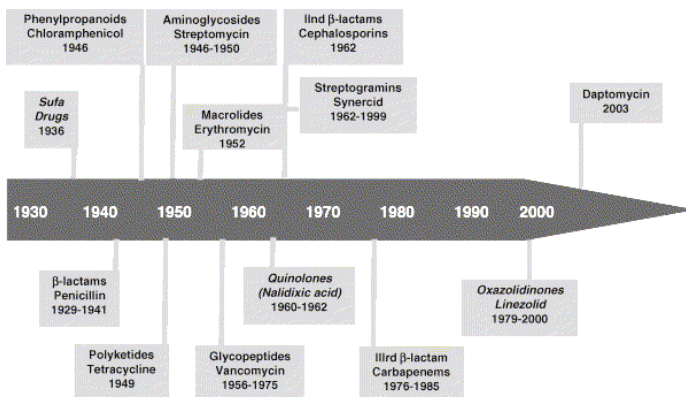 Phenylpropanoids
Chloramphenicol
1946
Aminoglycosides
Streptomycin
1946-1950
IInd β-lactams
Cephalosporins
1962
Sufa
Drugs
1936
Macrolides
Erythromycin
1952
Streptogramins
Synercid
1962-1999
Daptomycin
2003
1930 1940 1950 1960 1970 1980 1990 2000
β-lactams
Penicillin
1929-1941
Polyketides
Tetracycline
1949
Glycopeptides
Vancomycin
1956-1975
Quinolones
(Nalidixic acid)
1960-1962
IIIrd β-lactam
Carbapenems
1976-1985
Oxazolidinones
Linezolid
1979-2000